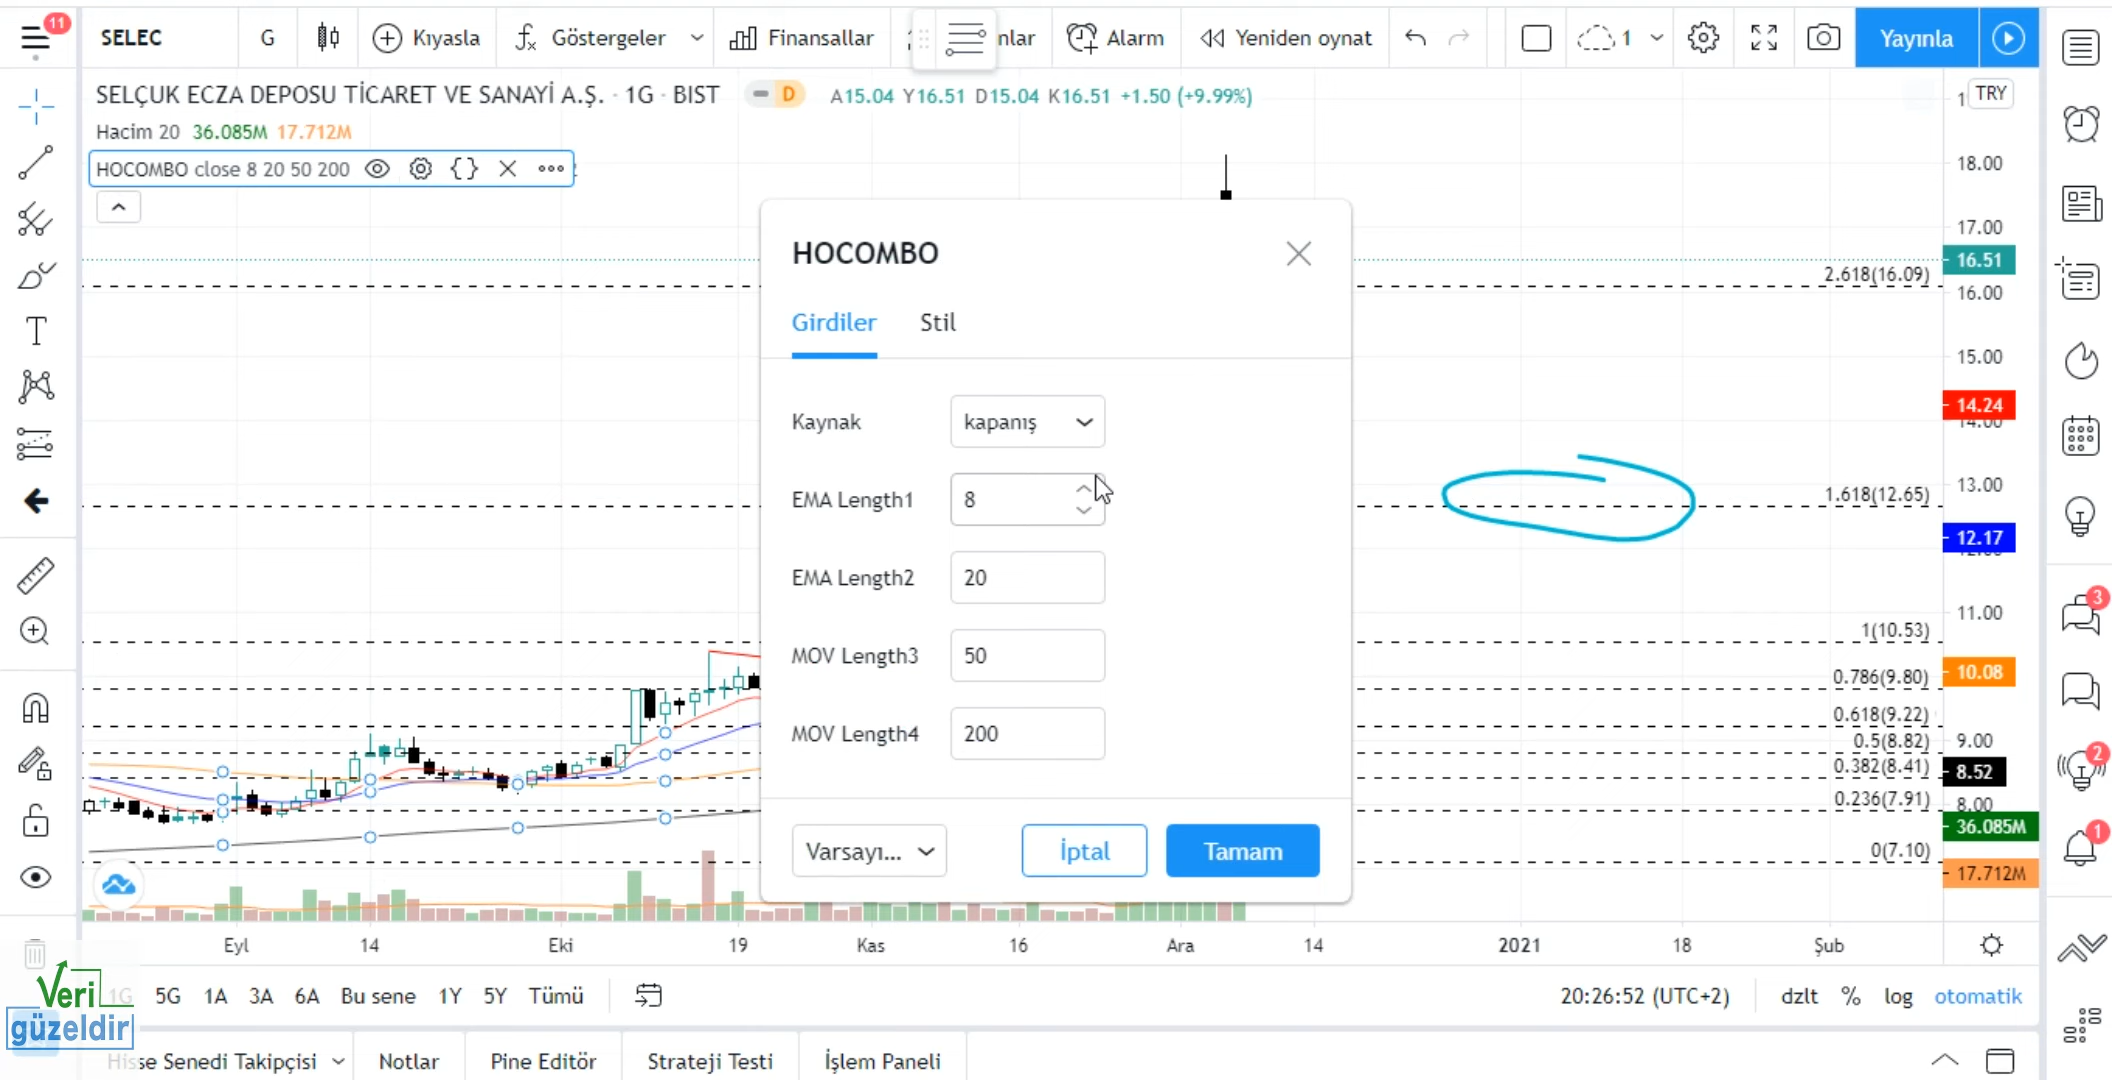 11
SELEC
G
Kıyasla
Göstergeler
Finansallar
nlar
Alarm
Yeniden oynat
1
Yayınla
SELÇUK ECZA DEPOSU TİCARET VE SANAYİ A.Ş. · 1G · BIST
D
A15.04 Y16.51 D15.04 K16.51 +1.50 (+9.99%)
TRY
Hacim 20 36.085M 17.712M
HOCOMBO close 8 20 50 200
18.00
17.00
16.51
2.618(16.09)
16.00
15.00
14.24
14.00
13.00
1.618(12.65)
12.17
11.00
1(10.53)
10.08
0.786(9.80)
0.618(9.22)
0.5(8.82)
9.00
0.382(8.41)
8.52
0.236(7.91)
8.00
36.085M
0(7.10)
17.712M
HOCOMBO
Girdiler
Stil
Kaynak
kapanış
EMA Length1
8
EMA Length2
20
MOV Length3
50
MOV Length4
200
Varsayı...
İptal
Tamam
3
2
1
Eyl 14 Eki 19 Kas 16 Ara 14 2021 18 Şub
1G 5G 1A 3A 6A Bu sene 1Y 5Y Tümü
20:26:52 (UTC+2)
dzlt % log otomatik
Veri
güzeldir
Hisse Senedi Takipçisi
Notlar
Pine Editör
Strateji Testi
İşlem Paneli